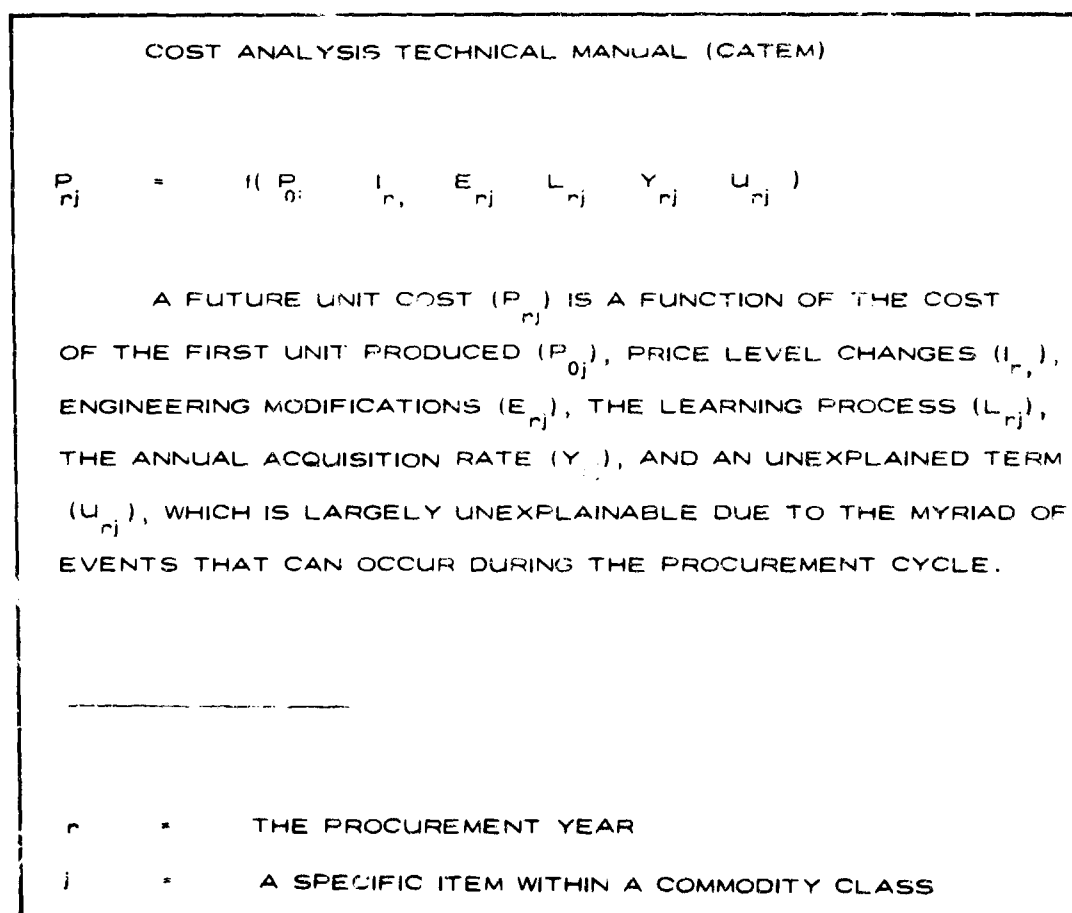 COST ANALYSIS TECHNICAL MANUAL (CATEM)
P_rj = f( P_0j I_r, E_rj L_rj Y_rj U_rj )
A FUTURE UNIT COST (P_rj) IS A FUNCTION OF THE COST
OF THE FIRST UNIT PRODUCED (P_0j), PRICE LEVEL CHANGES (I_r,),
ENGINEERING MODIFICATIONS (E_rj), THE LEARNING PROCESS (L_rj),
THE ANNUAL ACQUISITION RATE (Y ), AND AN UNEXPLAINED TERM
(U_rj), WHICH IS LARGELY UNEXPLAINABLE DUE TO THE MYRIAD OF
EVENTS THAT CAN OCCUR DURING THE PROCUREMENT CYCLE.
r = THE PROCUREMENT YEAR
j = A SPECIFIC ITEM WITHIN A COMMODITY CLASS